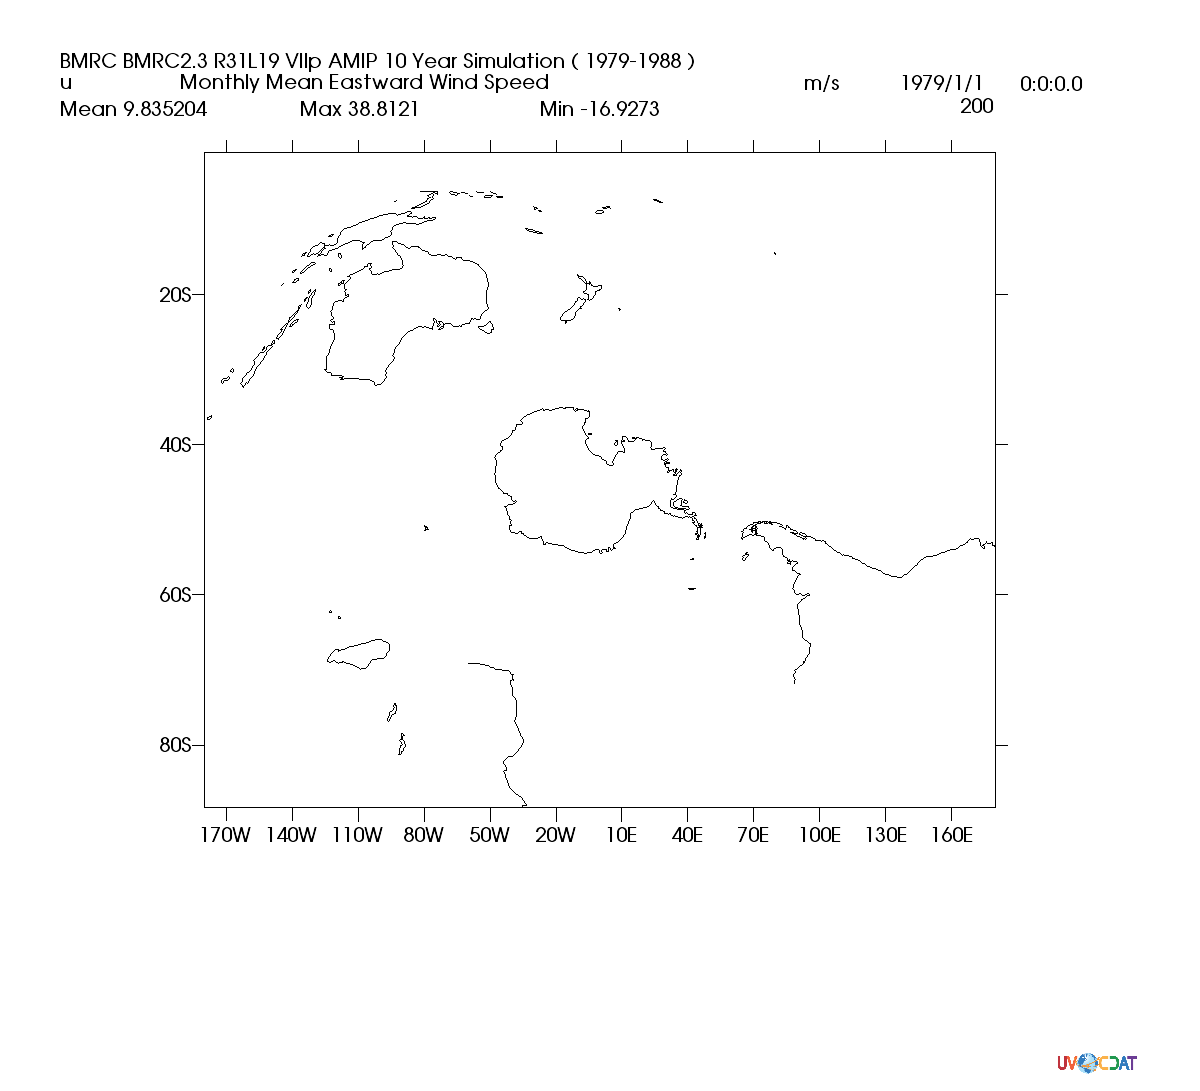 BMRC BMRC2.3 R31L19 VIIp AMIP 10 Year Simulation ( 1979-1988 )
u Monthly Mean Eastward Wind Speed m/s 1979/1/1 0:0:0.0
Mean 9.835204 Max 38.8121 Min -16.9273 200
20S
40S
60S
80S
170W 140W 110W 80W 50W 20W 10E 40E 70E 100E 130E 160E
UV CDAT